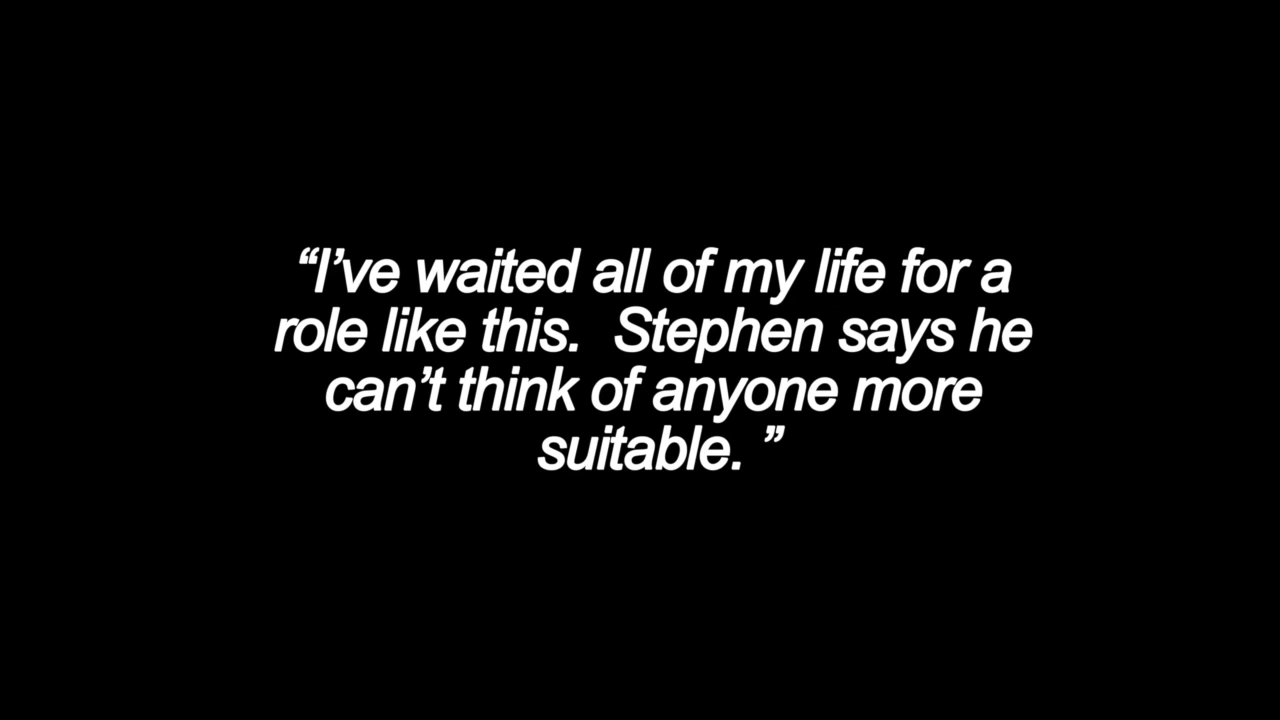 “I’ve waited all of my life for a
role like this.  Stephen says he
can’t think of anyone more
suitable. ”